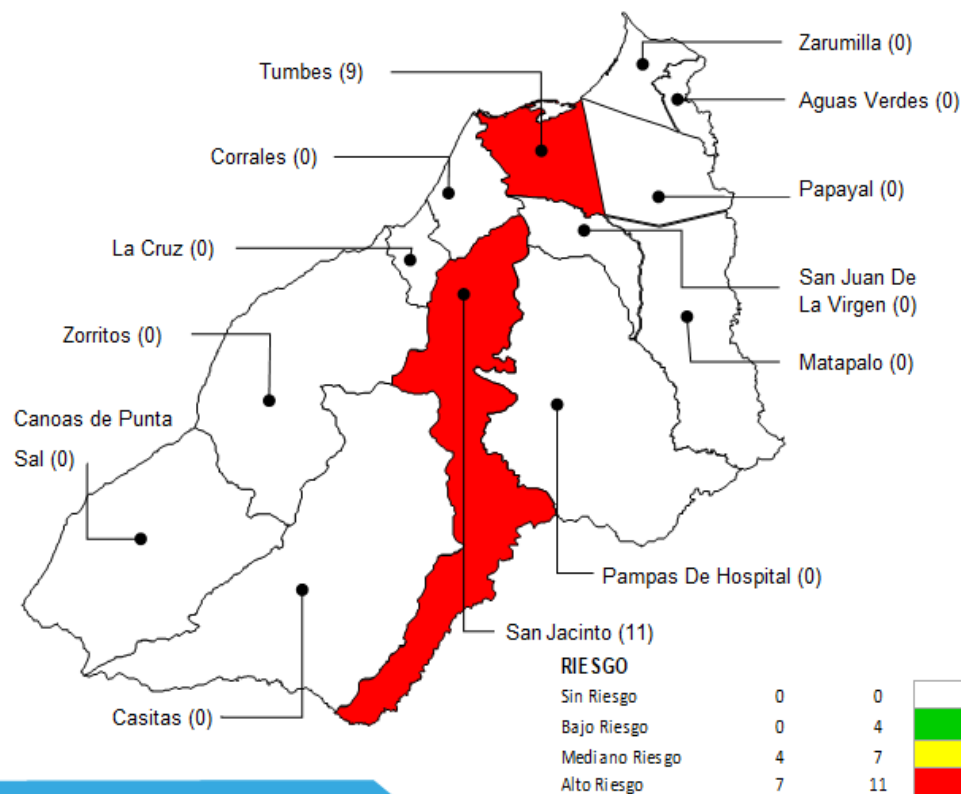 Zarumilla (0)
Tumbes (9)
Aguas Verdes (0)
Corrales (0)
Papayal (0)
La Cruz (0)
San Juan De
La Virgen (0)
Zorritos (0)
Matapalo (0)
Canoas de Punta
Sal (0)
Pampas De Hospital (0)
San Jacinto (11)
Casitas (0)
RIESGO
Sin Riesgo 0 0
Bajo Riesgo 0 4
Mediano Riesgo 4 7
Alto Riesgo 7 11